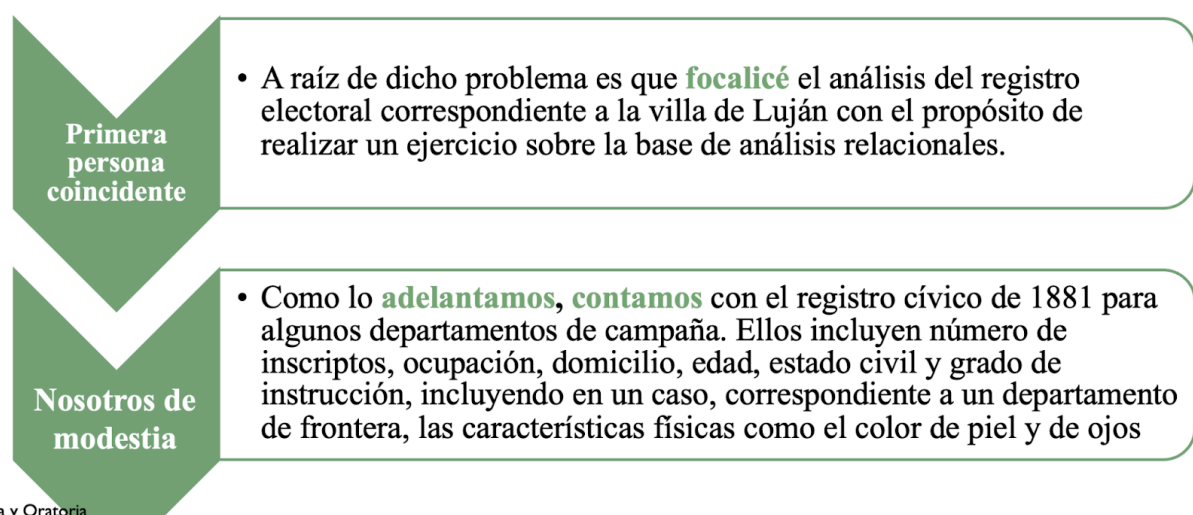 Primera
persona
coincidente
• A raíz de dicho problema es que focalicé el análisis del registro
electoral correspondiente a la villa de Luján con el propósito de
realizar un ejercicio sobre la base de análisis relacionales.
Nosotros de
modestia
• Como lo adelantamos, contamos con el registro cívico de 1881 para
algunos departamentos de campaña. Ellos incluyen número de
inscriptos, ocupación, domicilio, edad, estado civil y grado de
instrucción, incluyendo en un caso, correspondiente a un departamento
de frontera, las características físicas como el color de piel y de ojos
a y Oratoria